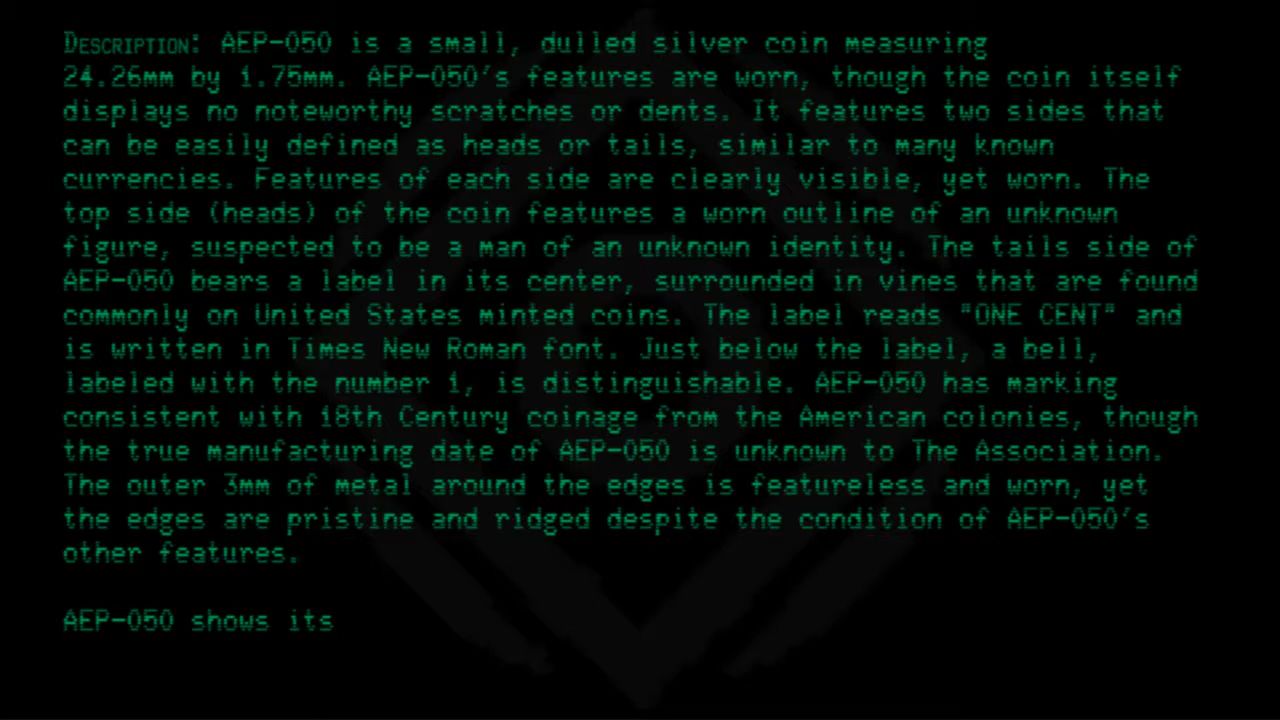 Description: AEP-050 is a small, dulled silver coin measuring
24.26mm by 1.75mm. AEP-050's features are worn, though the coin itself
displays no noteworthy scratches or dents. It features two sides that
can be easily defined as heads or tails, similar to many known
currencies. Features of each side are clearly visible, yet worn. The
top side (heads) of the coin features a worn outline of an unknown
figure, suspected to be a man of an unknown identity. The tails side of
AEP-050 bears a label in its center, surrounded in vines that are found
commonly on United States minted coins. The label reads "ONE CENT" and
is written in Times New Roman font. Just below the label, a bell,
labeled with the number 1, is distinguishable. AEP-050 has marking
consistent with 18th Century coinage from the American colonies, though
the true manufacturing date of AEP-050 is unknown to The Association.
The outer 3mm of metal around the edges is featureless and worn, yet
the edges are pristine and ridged despite the condition of AEP-050's
other features.
AEP-050 shows its